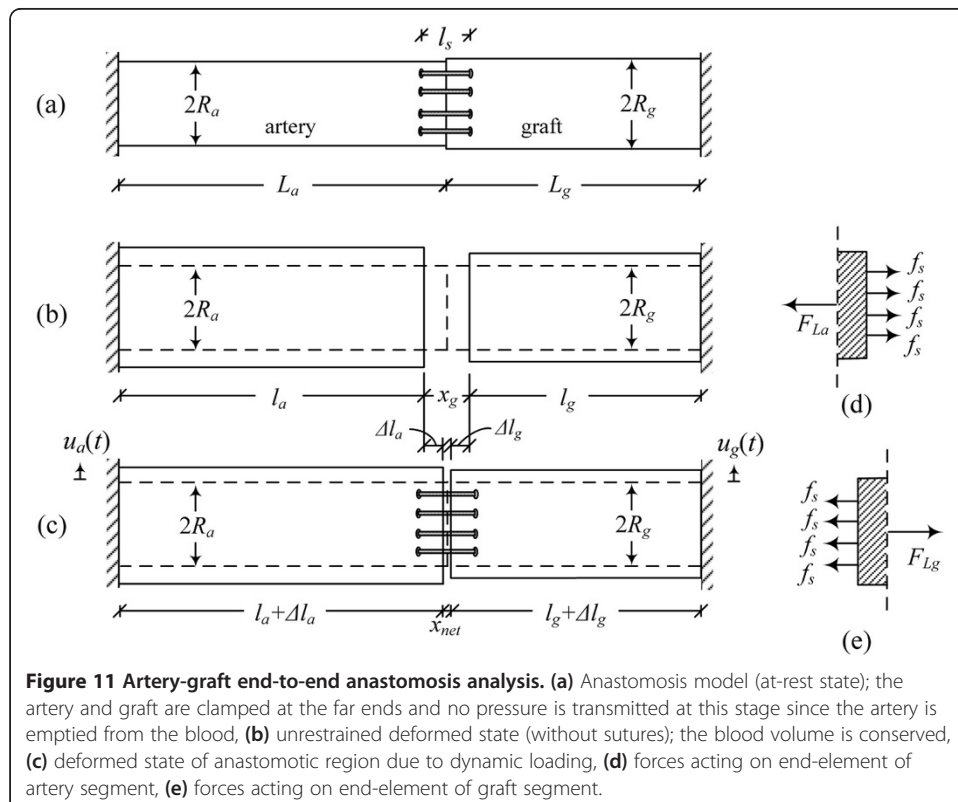 l_s
(a)
2R_a
artery
2R_g
graft
L_a
L_g
(b)
2R_a
2R_g
l_a
x_g
l_g
F_La
f_s
f_s
f_s
f_s
(d)
Δl_a
Δl_g
u_a(t)
u_g(t)
(c)
2R_a
2R_g
l_a+Δl_a
x_net
l_g+Δl_g
f_s
f_s
f_s
f_s
F_Lg
(e)
Figure 11 Artery-graft end-to-end anastomosis analysis. (a) Anastomosis model (at-rest state); the
artery and graft are clamped at the far ends and no pressure is transmitted at this stage since the artery is
emptied from the blood, (b) unrestrained deformed state (without sutures); the blood volume is conserved,
(c) deformed state of anastomotic region due to dynamic loading, (d) forces acting on end-element of
artery segment, (e) forces acting on end-element of graft segment.